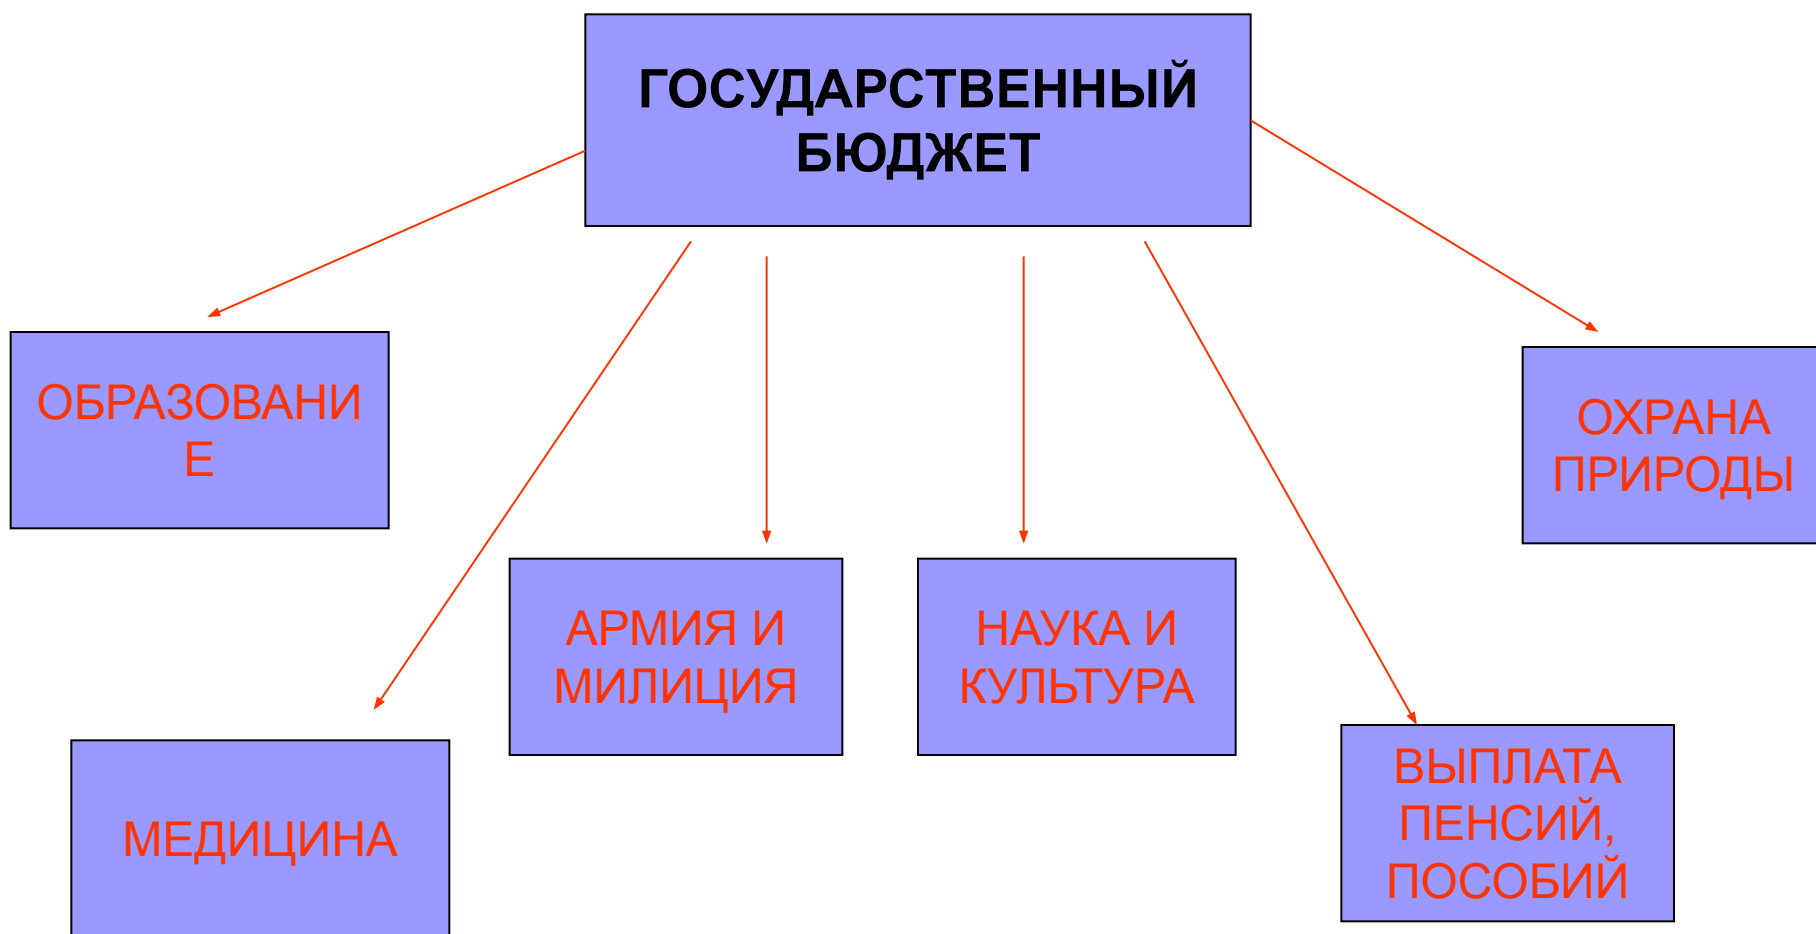 ГОСУДАРСТВЕННЫЙ
БЮДЖЕТ
ОБРАЗОВАНИ
Е
ОХРАНА
ПРИРОДЫ
АРМИЯ И
МИЛИЦИЯ
НАУКА И
КУЛЬТУРА
МЕДИЦИНА
ВЫПЛАТА
ПЕНСИЙ,
ПОСОБИЙ